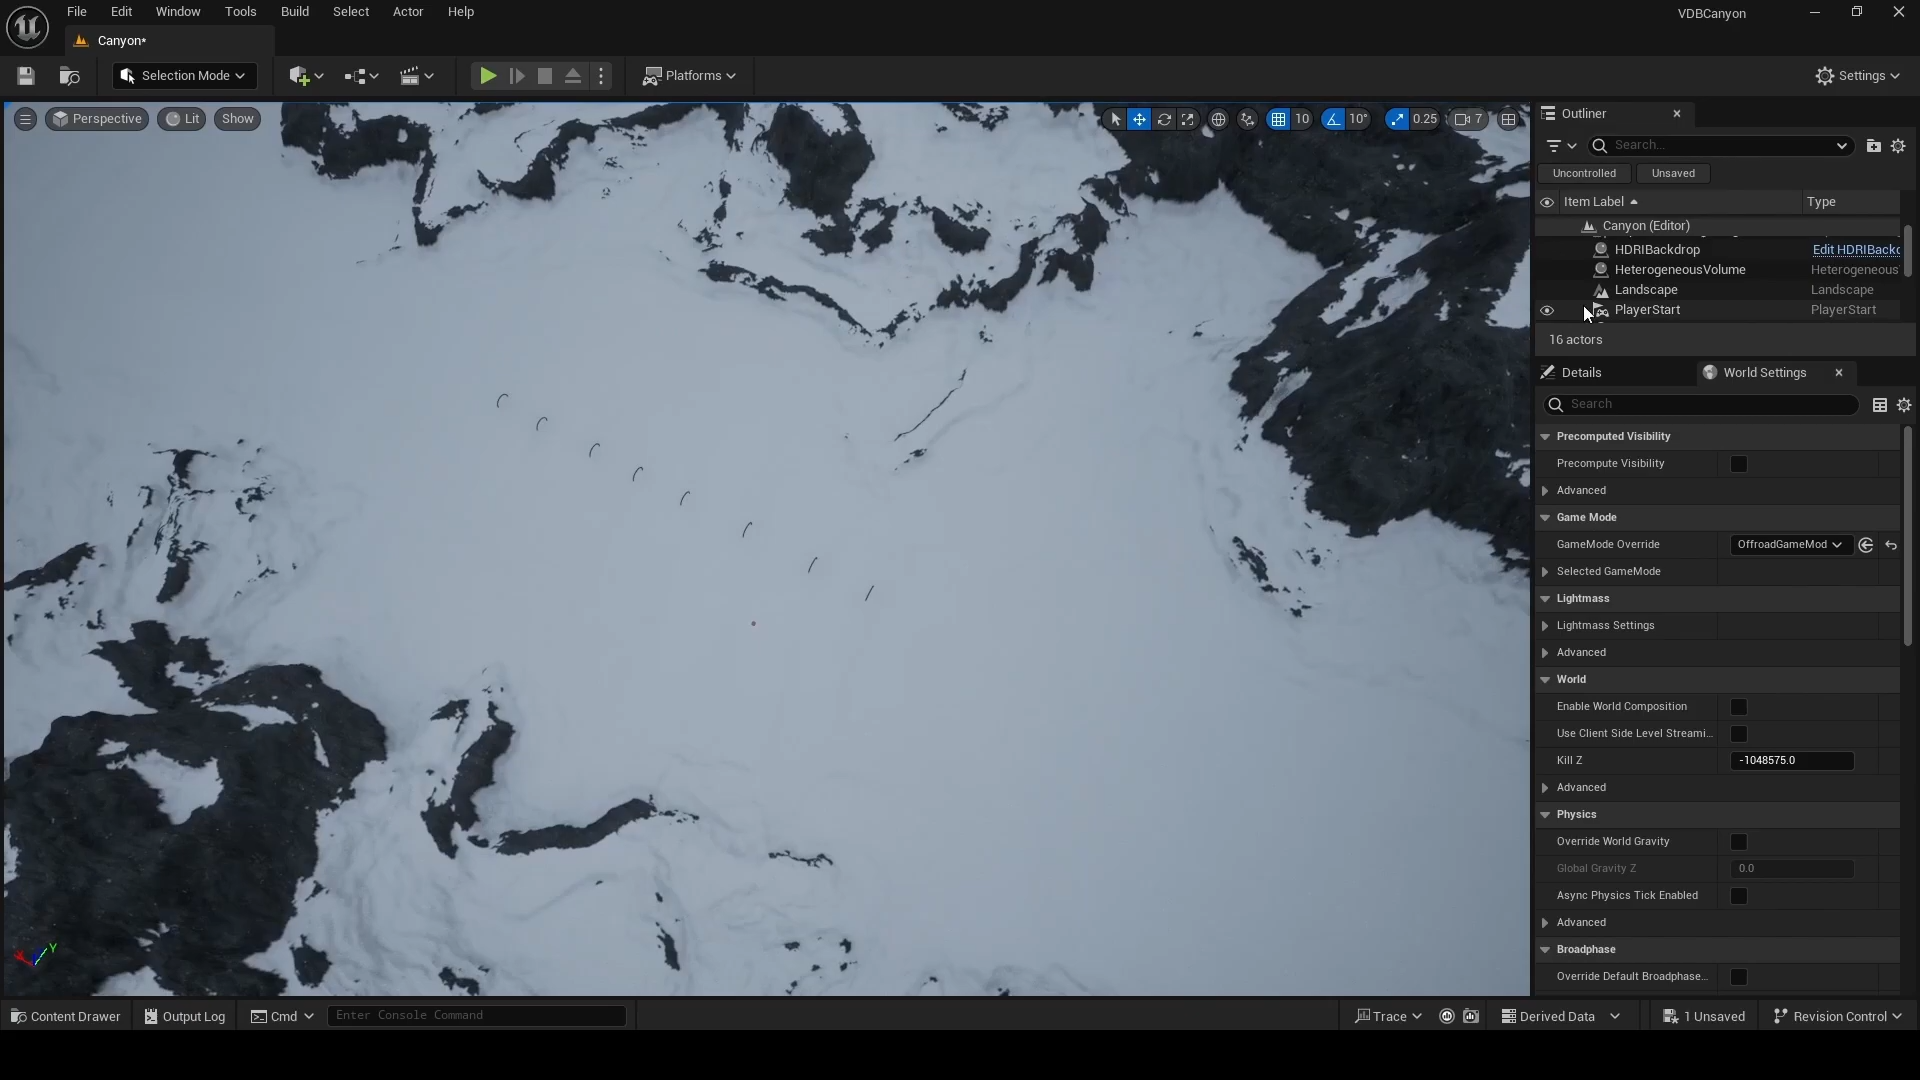 File Edit Window Tools Build Select Actor Help
VDBCanyon
Canyon*
Selection Mode
Platforms
Settings
Perspective Lit Show
10 10° 0.25 7
Outliner
Search...
Uncontrolled Unsaved
Item Label Type
Canyon (Editor)
HDRIBackdrop Edit HDRIBackd
HeterogeneousVolume Heterogeneous
Landscape Landscape
PlayerStart PlayerStart
16 actors
Details World Settings
Search
Precomputed Visibility
Precompute Visibility
Advanced
Game Mode
GameMode Override OffroadGameMod
Selected GameMode
Lightmass
Lightmass Settings
Advanced
World
Enable World Composition
Use Client Side Level Streami...
Kill Z -1048575.0
Advanced
Physics
Override World Gravity
Global Gravity Z 0.0
Async Physics Tick Enabled
Advanced
Broadphase
Override Default Broadphase...
Y
Content Drawer Output Log Cmd Enter Console Command Trace Derived Data 1 Unsaved Revision Control